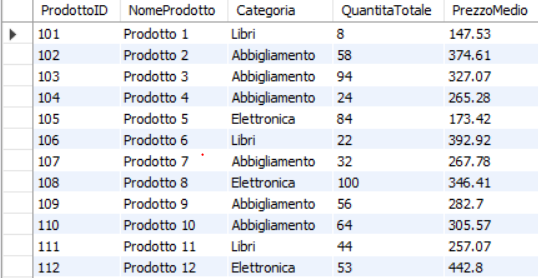 ProdottoID NomeProdotto Categoria QuantitaTotale PrezzoMedio
101 Prodotto 1 Libri 8 147.53
102 Prodotto 2 Abbigliamento 58 374.61
103 Prodotto 3 Abbigliamento 94 327.07
104 Prodotto 4 Abbigliamento 24 265.28
105 Prodotto 5 Elettronica 84 173.42
106 Prodotto 6 Libri 22 392.92
107 Prodotto 7 Abbigliamento 32 267.78
108 Prodotto 8 Elettronica 100 346.41
109 Prodotto 9 Abbigliamento 56 282.7
110 Prodotto 10 Abbigliamento 64 305.57
111 Prodotto 11 Libri 44 257.07
112 Prodotto 12 Elettronica 53 442.8